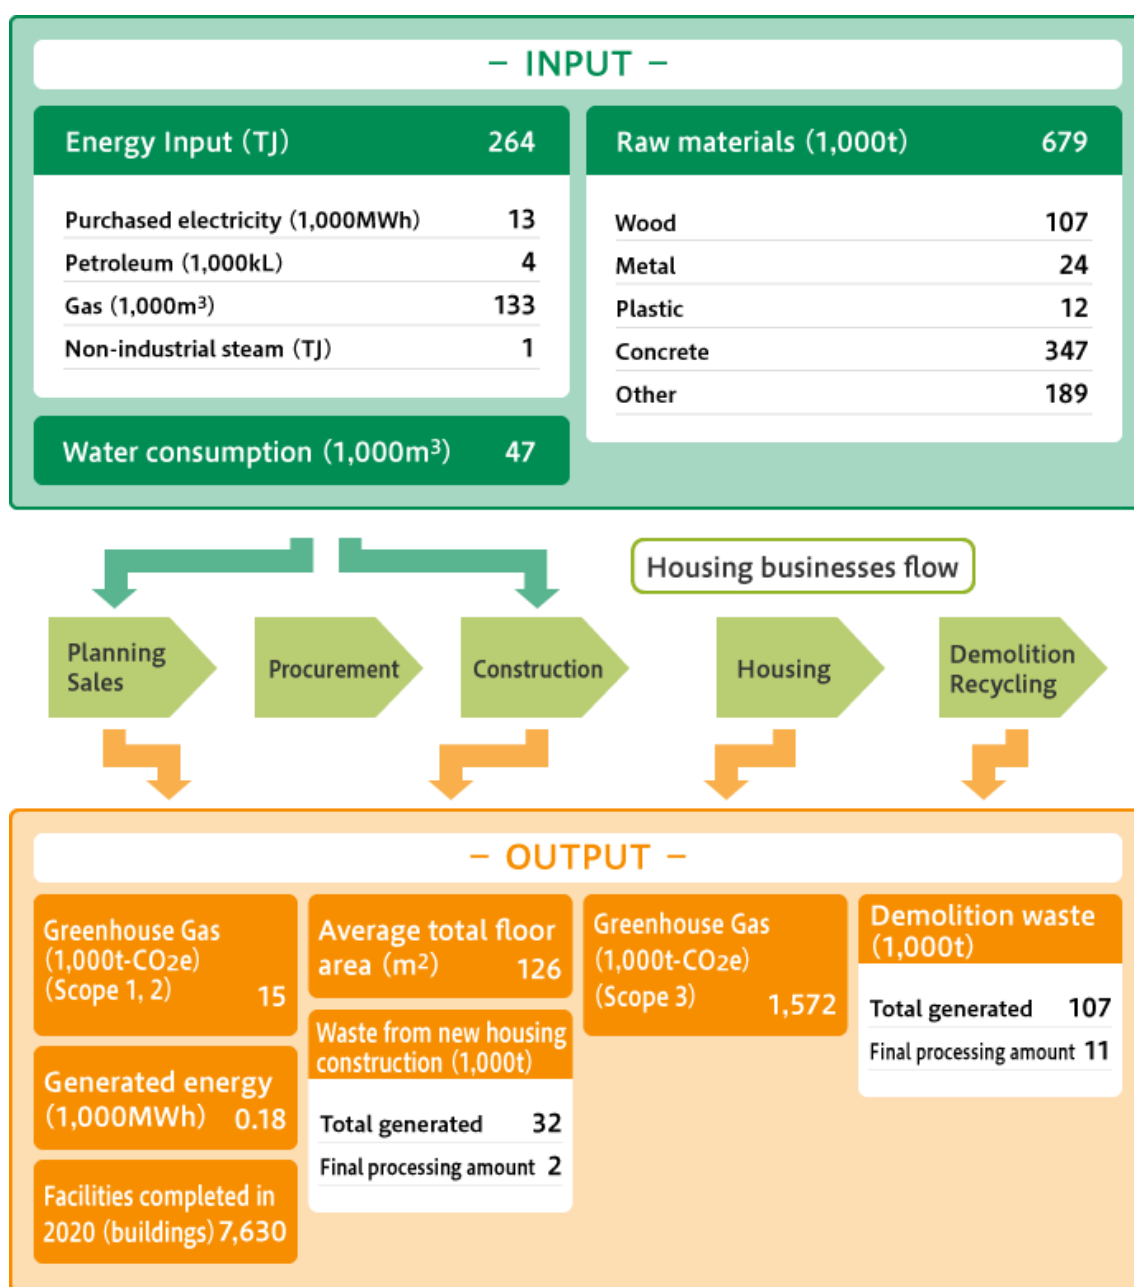 – INPUT –
Energy Input (TJ) 264
Purchased electricity (1,000MWh) 13
Petroleum (1,000kL) 4
Gas (1,000m³) 133
Non-industrial steam (TJ) 1
Water consumption (1,000m³) 47
Raw materials (1,000t) 679
Wood 107
Metal 24
Plastic 12
Concrete 347
Other 189
Housing businesses flow
Planning
Sales
Procurement
Construction
Housing
Demolition
Recycling
– OUTPUT –
Greenhouse Gas
(1,000t-CO2e)
(Scope 1, 2) 15
Generated energy
(1,000MWh) 0.18
Facilities completed in
2020 (buildings) 7,630
Average total floor
area (m²) 126
Waste from new housing
construction (1,000t)
Total generated 32
Final processing amount 2
Greenhouse Gas
(1,000t-CO2e)
(Scope 3) 1,572
Demolition waste
(1,000t)
Total generated 107
Final processing amount 11